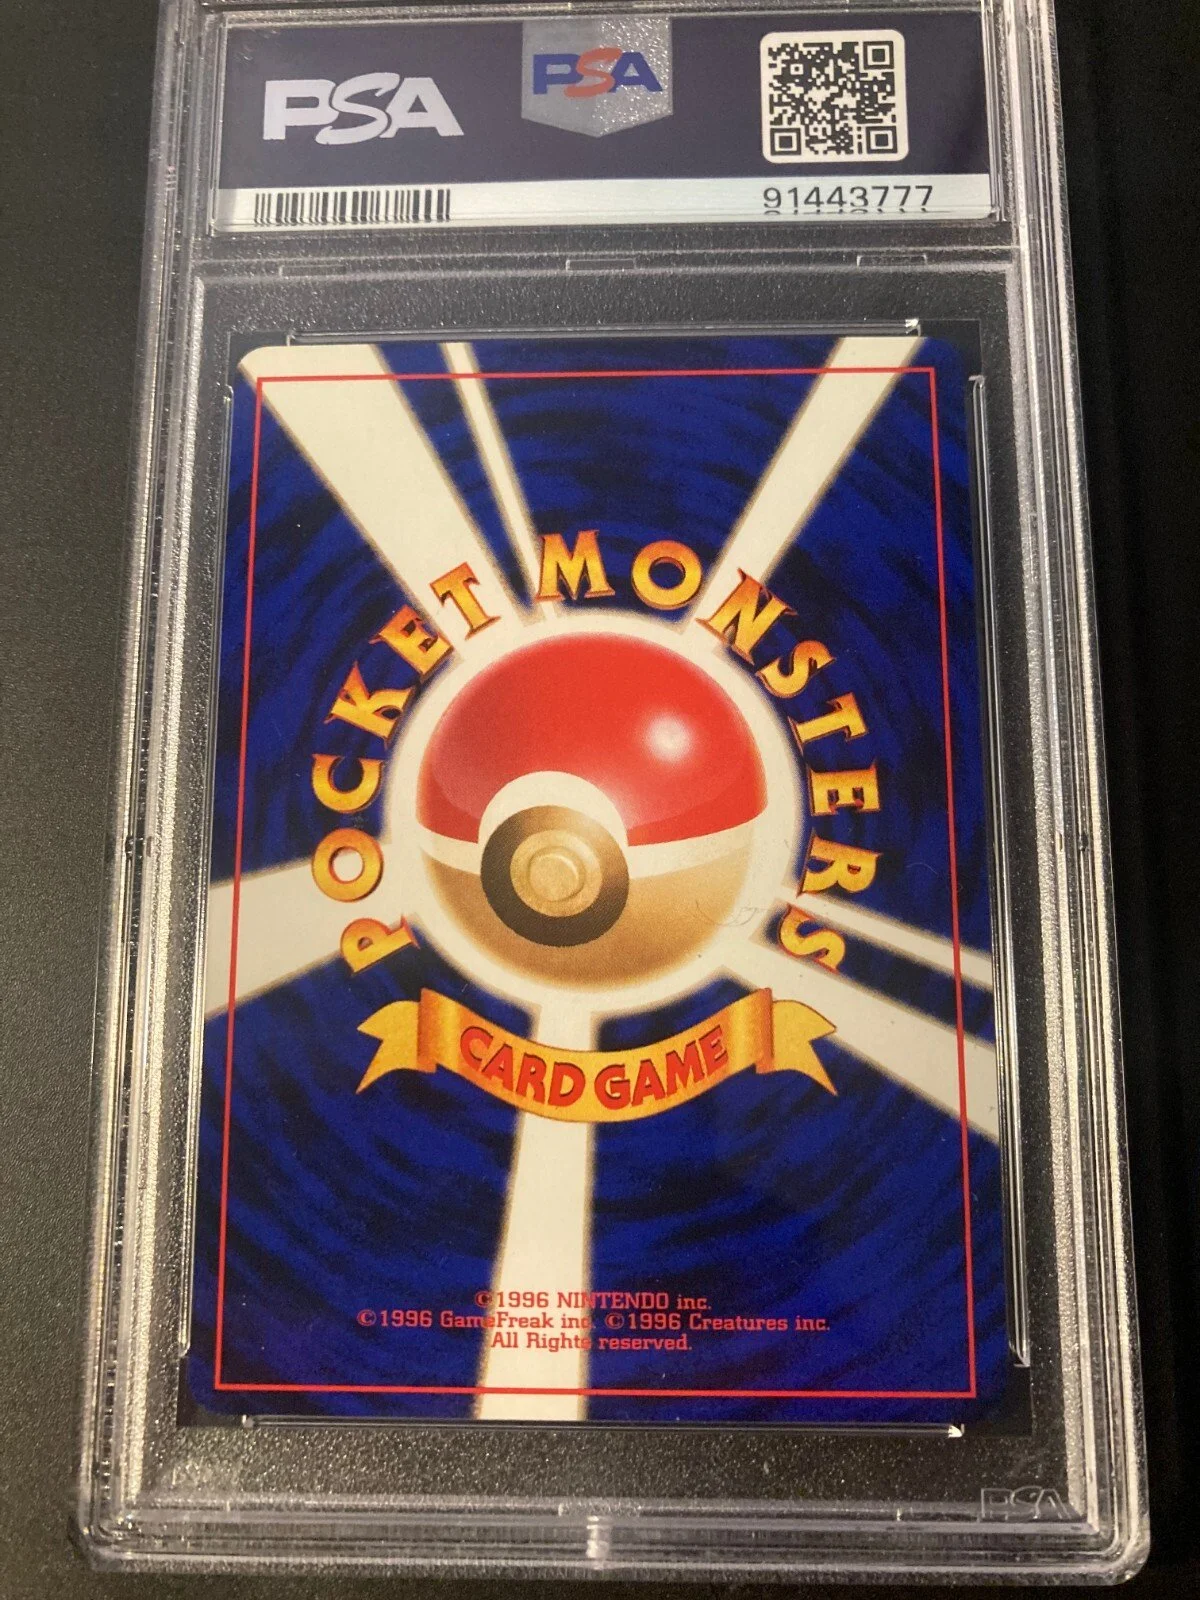 PSA
PSA
91443777
POCKET MONSTERS
CARD GAME
©1996 NINTENDO inc.
©1996 GameFreak inc. ©1996 Creatures inc.
All Rights reserved.
PSA